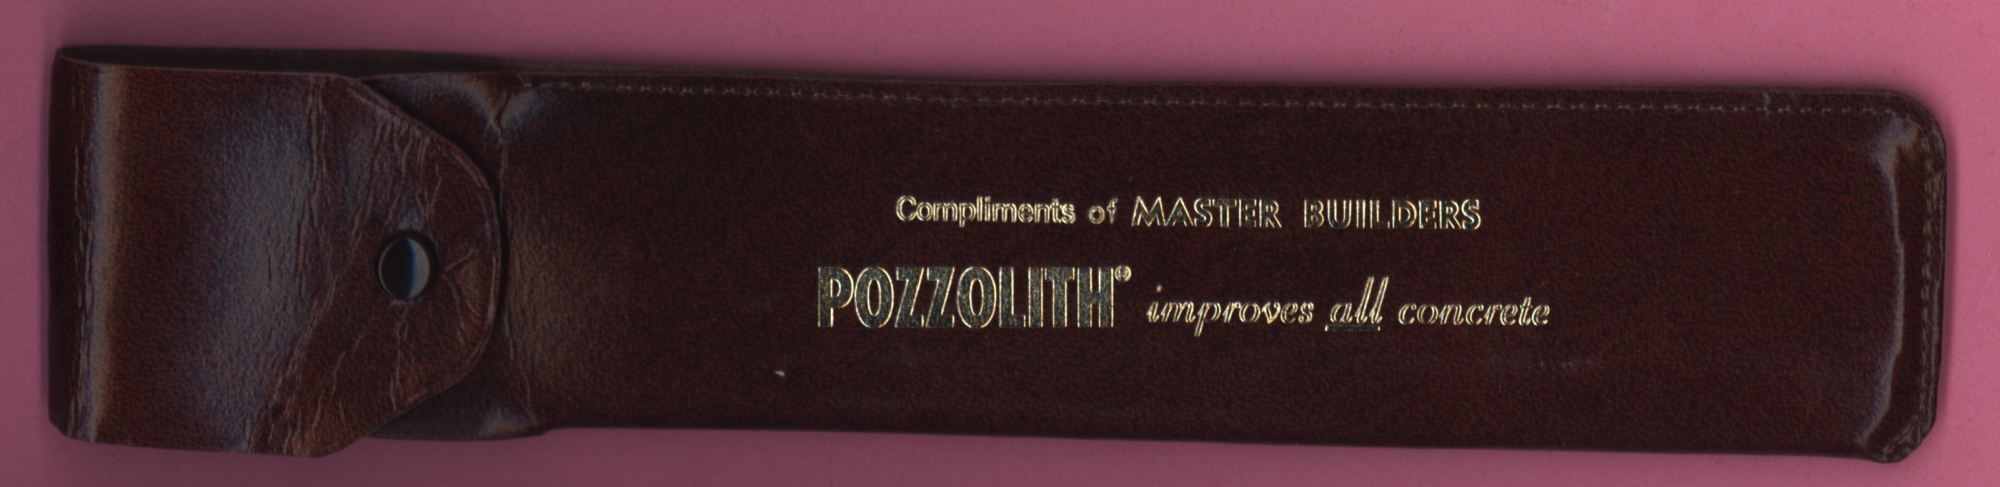 Compliments of MASTER BUILDERS
POZZOLITH® improves all concrete